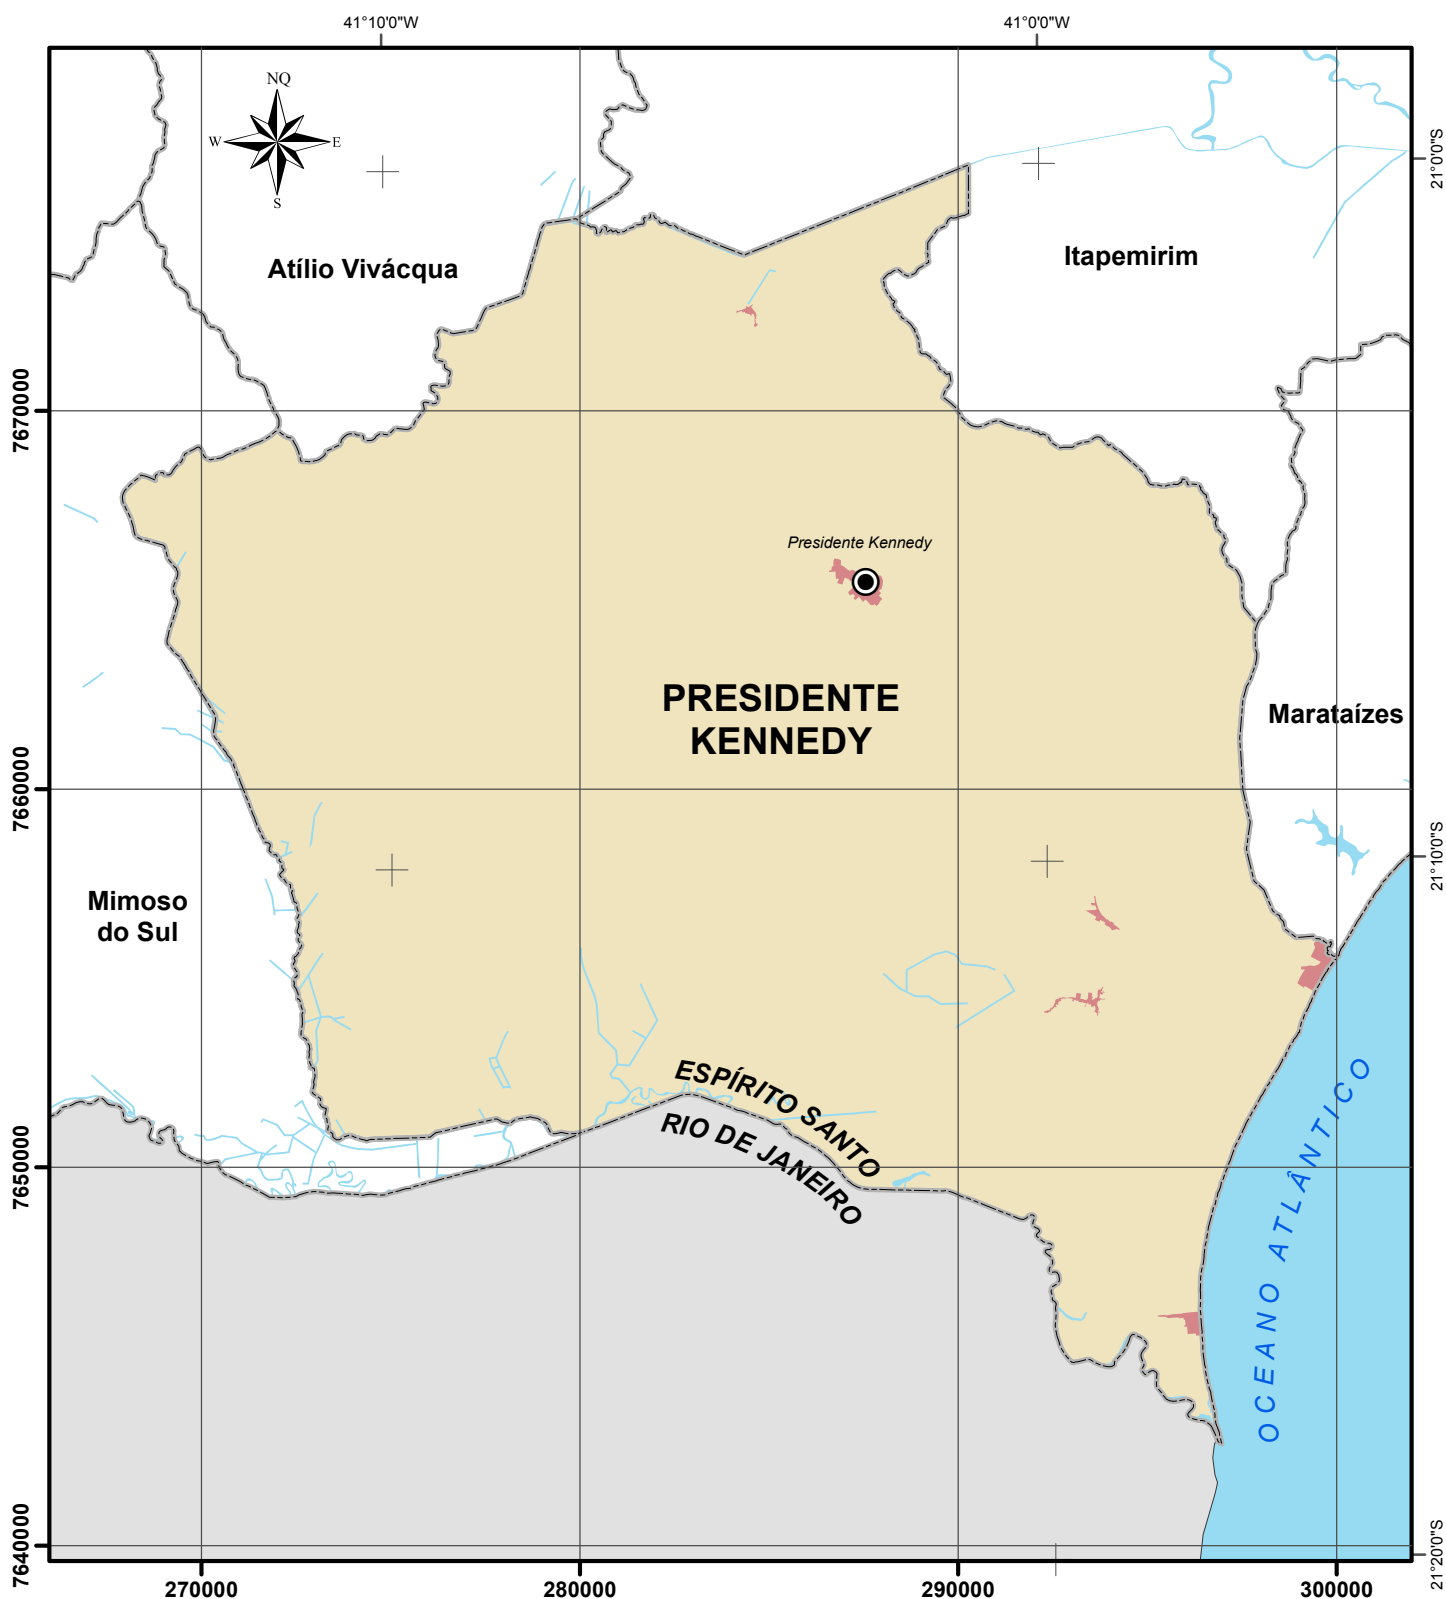 41°10'0"W
41°0'0"W
NQ
W
E
S
21°0'0"S
Atílio Vivácqua
Itapemirim
7670000
Presidente Kennedy
PRESIDENTE
KENNEDY
Marataízes
7660000
21°10'0"S
Mimoso
do Sul
ESPÍRITO SANTO
RIO DE JANEIRO
OCEANO ATLÂNTICO
7650000
7640000
21°20'0"S
270000
280000
290000
300000